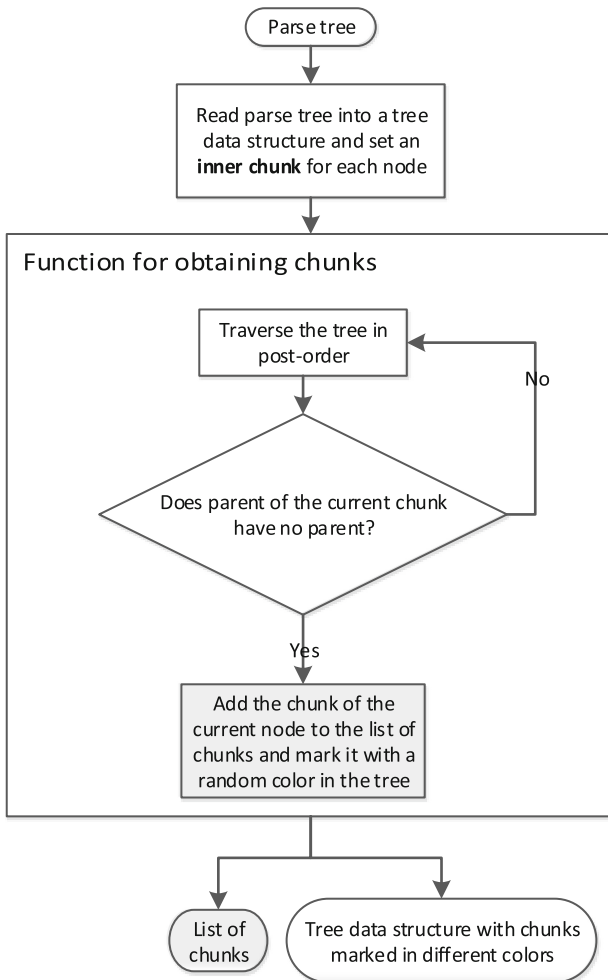 Parse tree
Read parse tree into a tree
data structure and set an
inner chunk for each node
Function for obtaining chunks
Traverse the tree in
post-order
No
Does parent of the current chunk
have no parent?
Yes
Add the chunk of the
current node to the list of
chunks and mark it with a
random color in the tree
List of
chunks
Tree data structure with chunks
marked in different colors